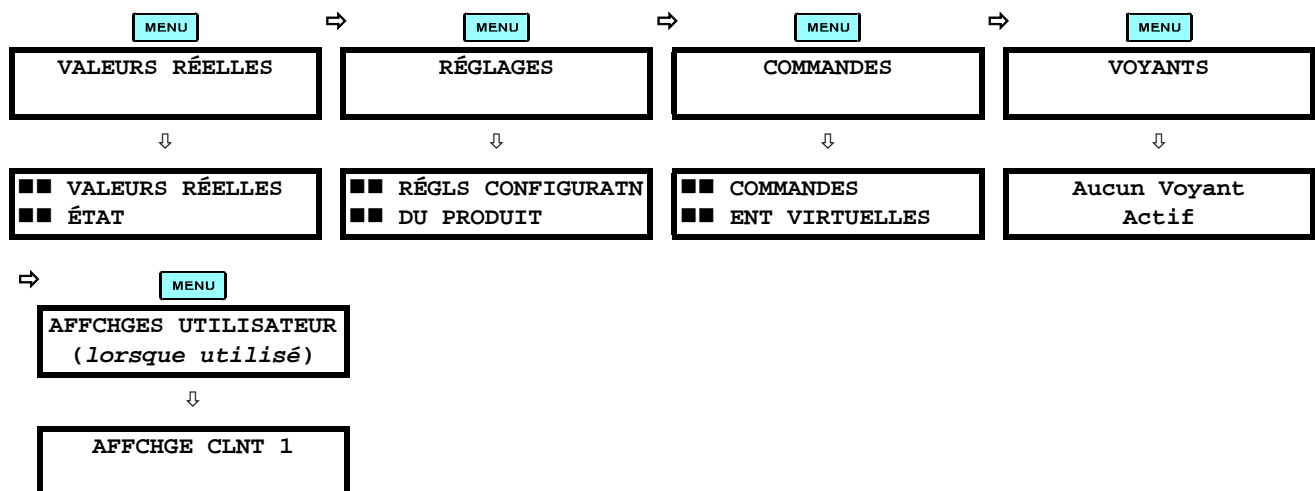 MENU
VALEURS RÉELLES
■■ VALEURS RÉELLES
■■ ÉTAT
MENU
RÉGLAGES
■■ RÉGLS CONFIGURATN
■■ DU PRODUIT
MENU
COMMANDES
■■ COMMANDES
■■ ENT VIRTUELLES
MENU
VOYANTS
Aucun Voyant
Actif
MENU
AFFCHGES UTILISATEUR
(lorsque utilisé)
AFFCHGE CLNT 1